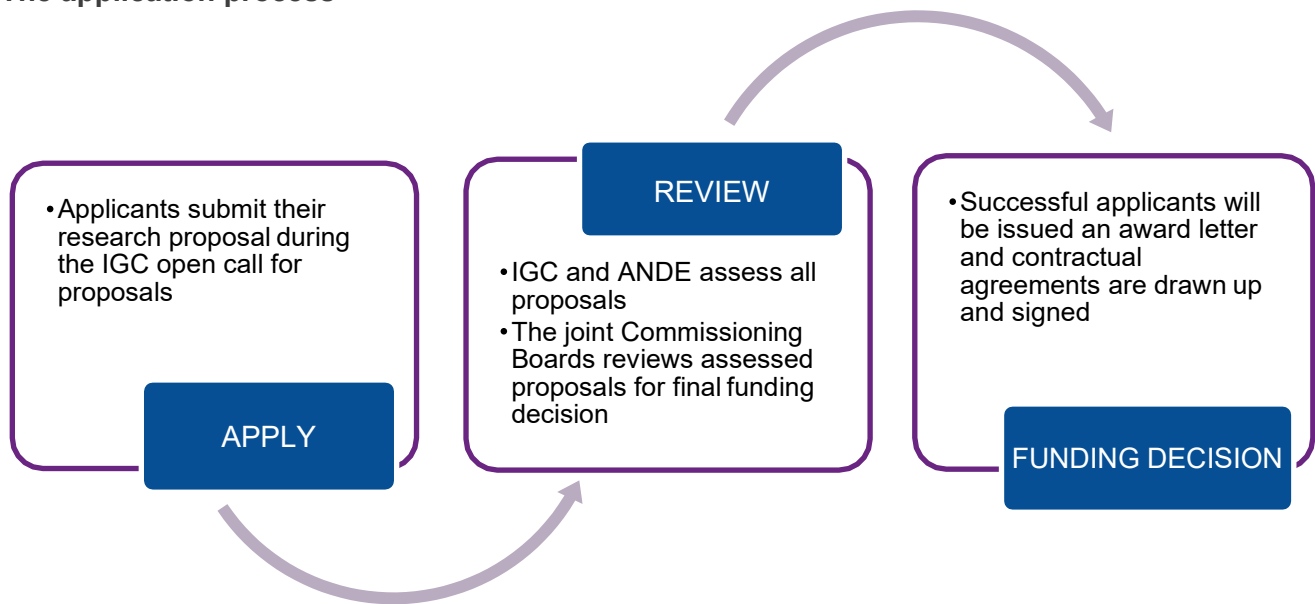 The application process
•Applicants submit their
research proposal during
the IGC open call for
proposals
APPLY
REVIEW
•IGC and ANDE assess all
proposals
•The joint Commissioning
Boards reviews assessed
proposals for final funding
decision
•Successful applicants will
be issued an award letter
and contractual
agreements are drawn up
and signed
FUNDING DECISION